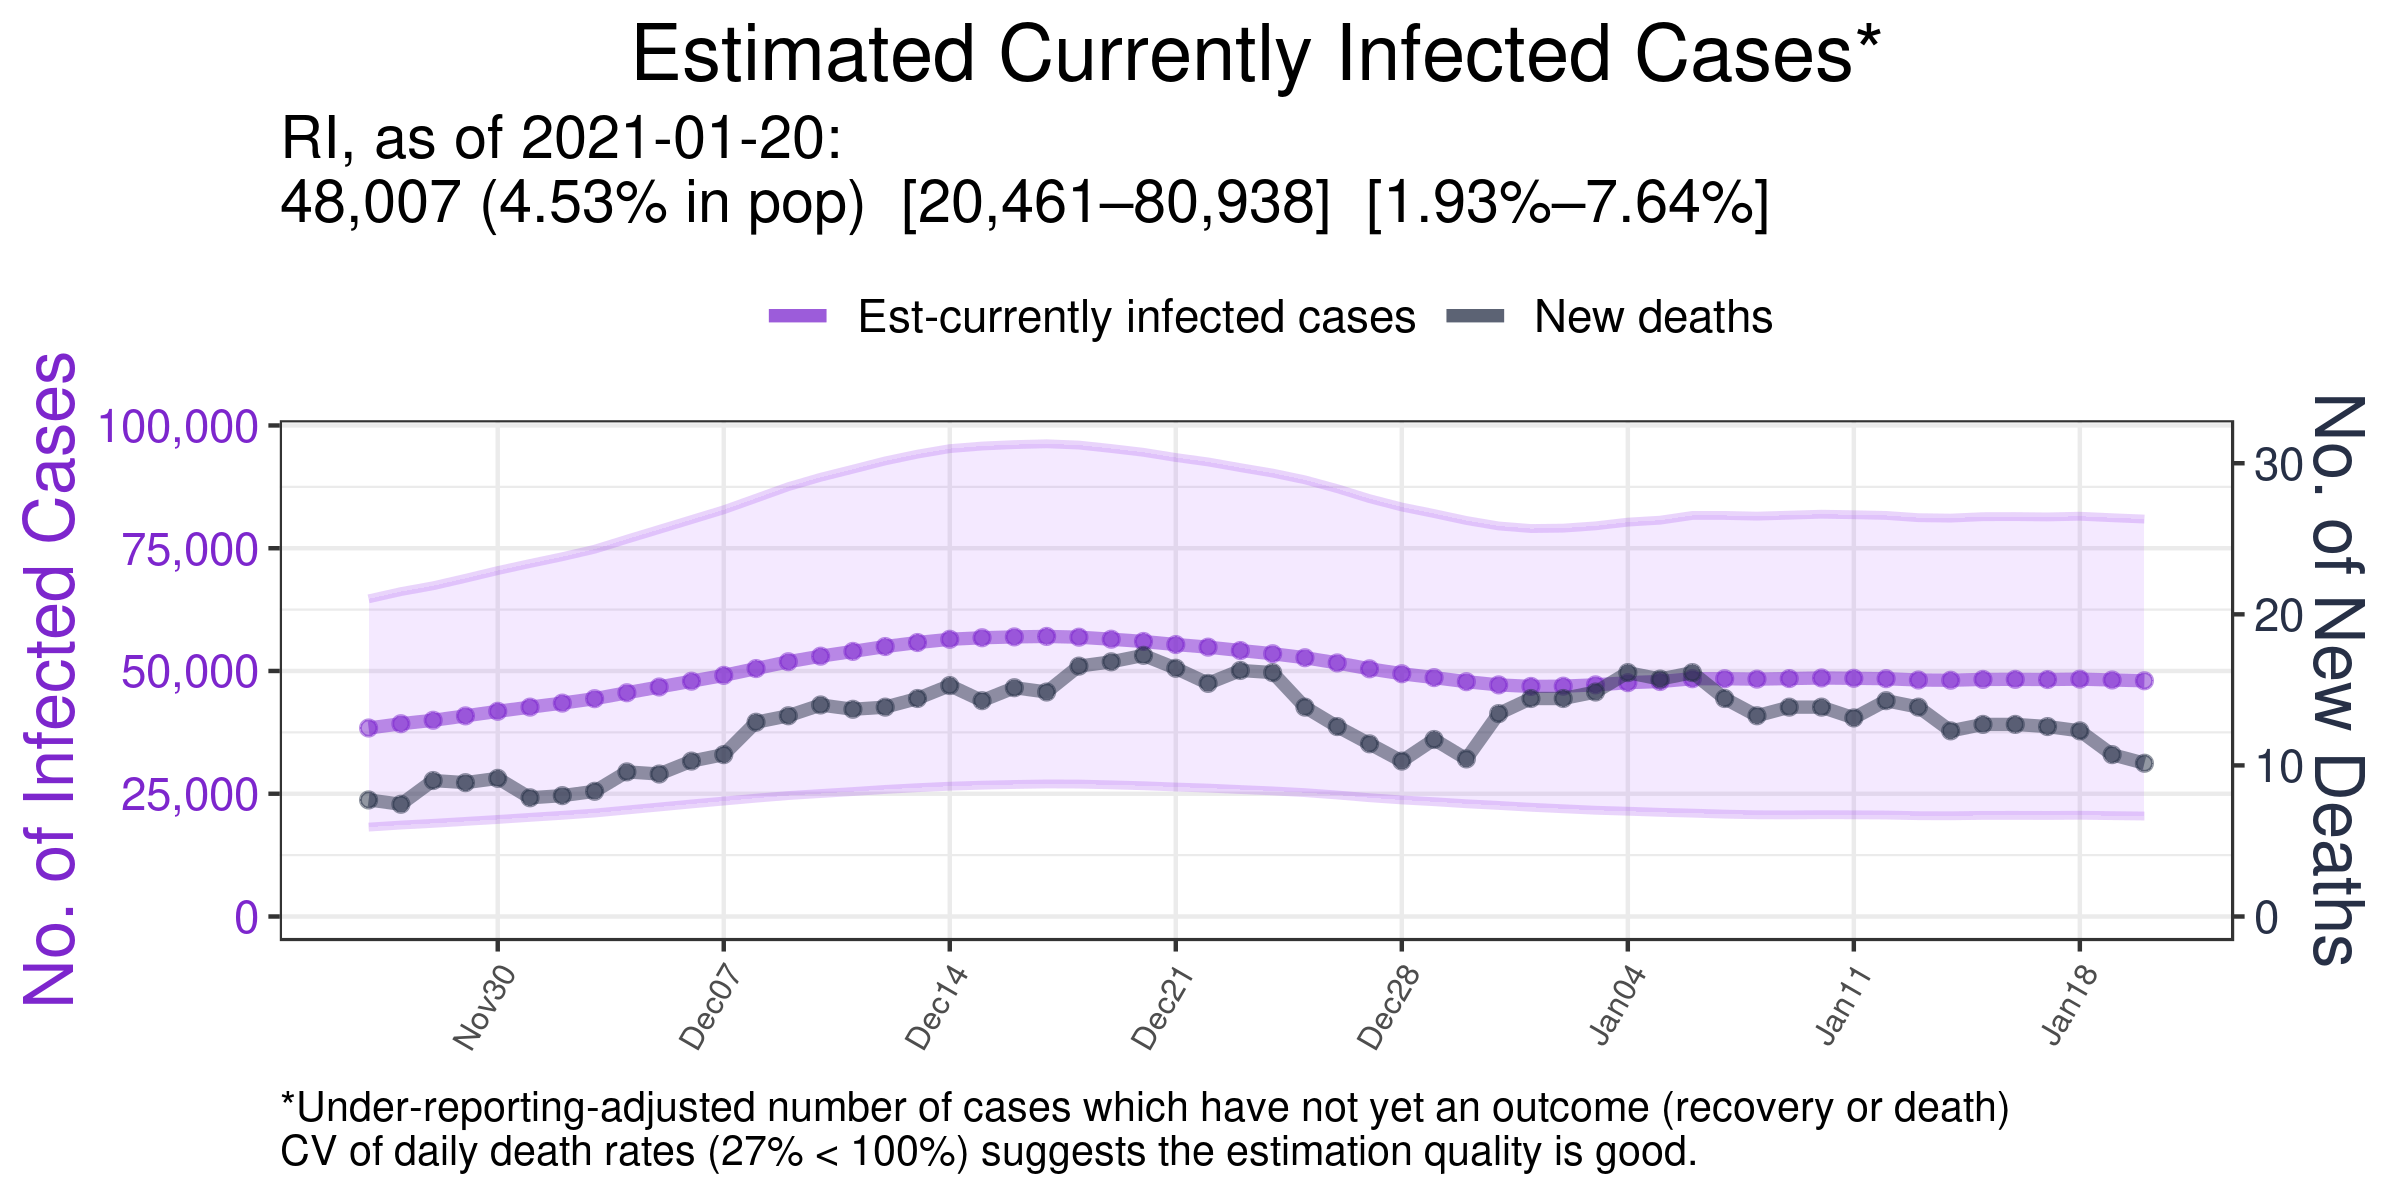 Estimated Currently Infected Cases*
RI, as of 2021-01-20:
48,007 (4.53% in pop)  [20,461–80,938]  [1.93%–7.64%]
Est-currently infected cases
New deaths
No. of Infected Cases
100,000
75,000
50,000
25,000
0
30
20
10
0
No. of New Deaths
Nov30
Dec07
Dec14
Dec21
Dec28
Jan04
Jan11
Jan18
*Under-reporting-adjusted number of cases which have not yet an outcome (recovery or death)
CV of daily death rates (27% < 100%) suggests the estimation quality is good.